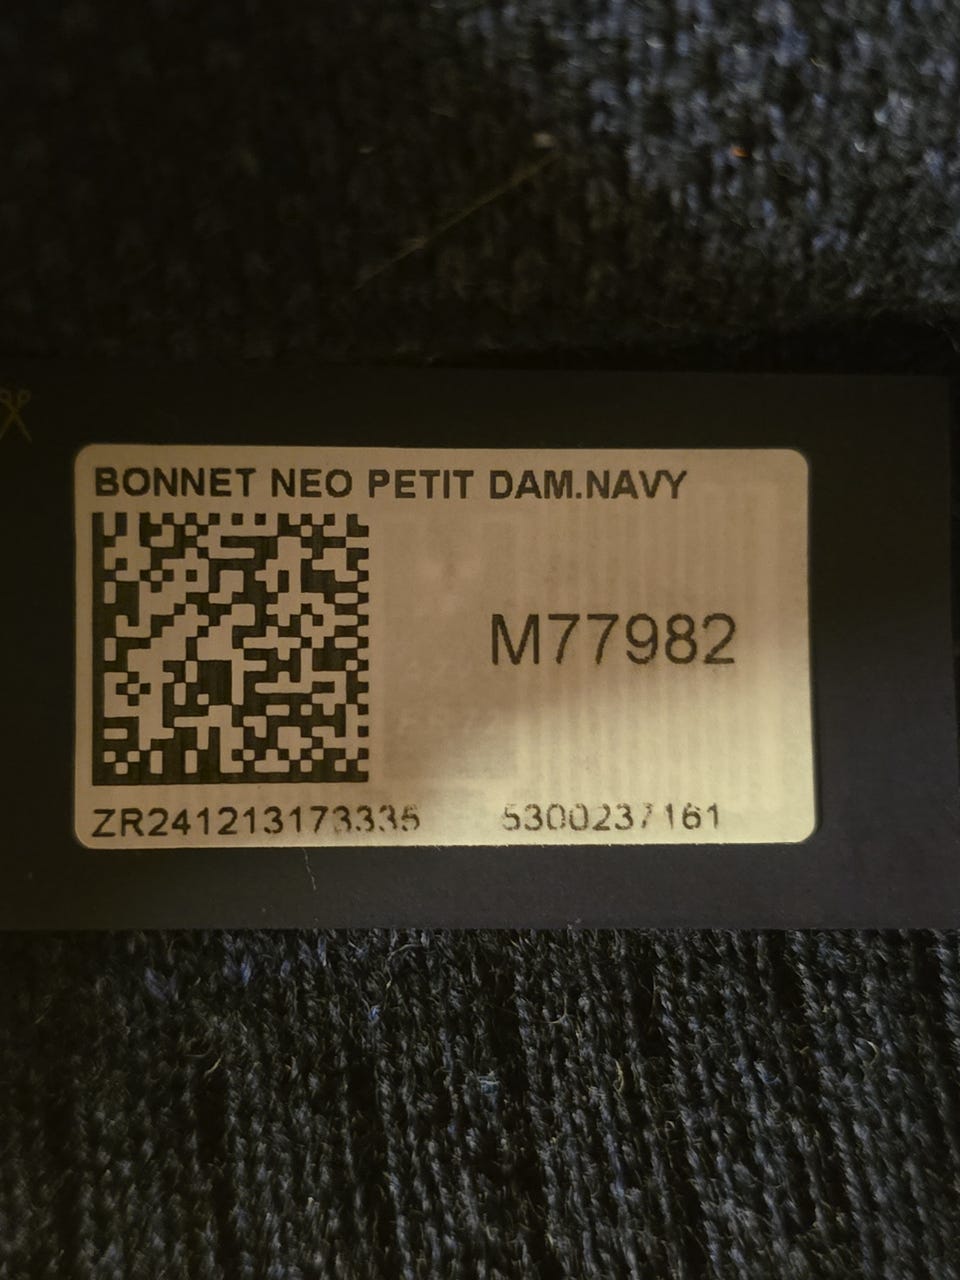 BONNET NEO PETIT DAM.NAVY
M77982
ZR241213173335 5300237161